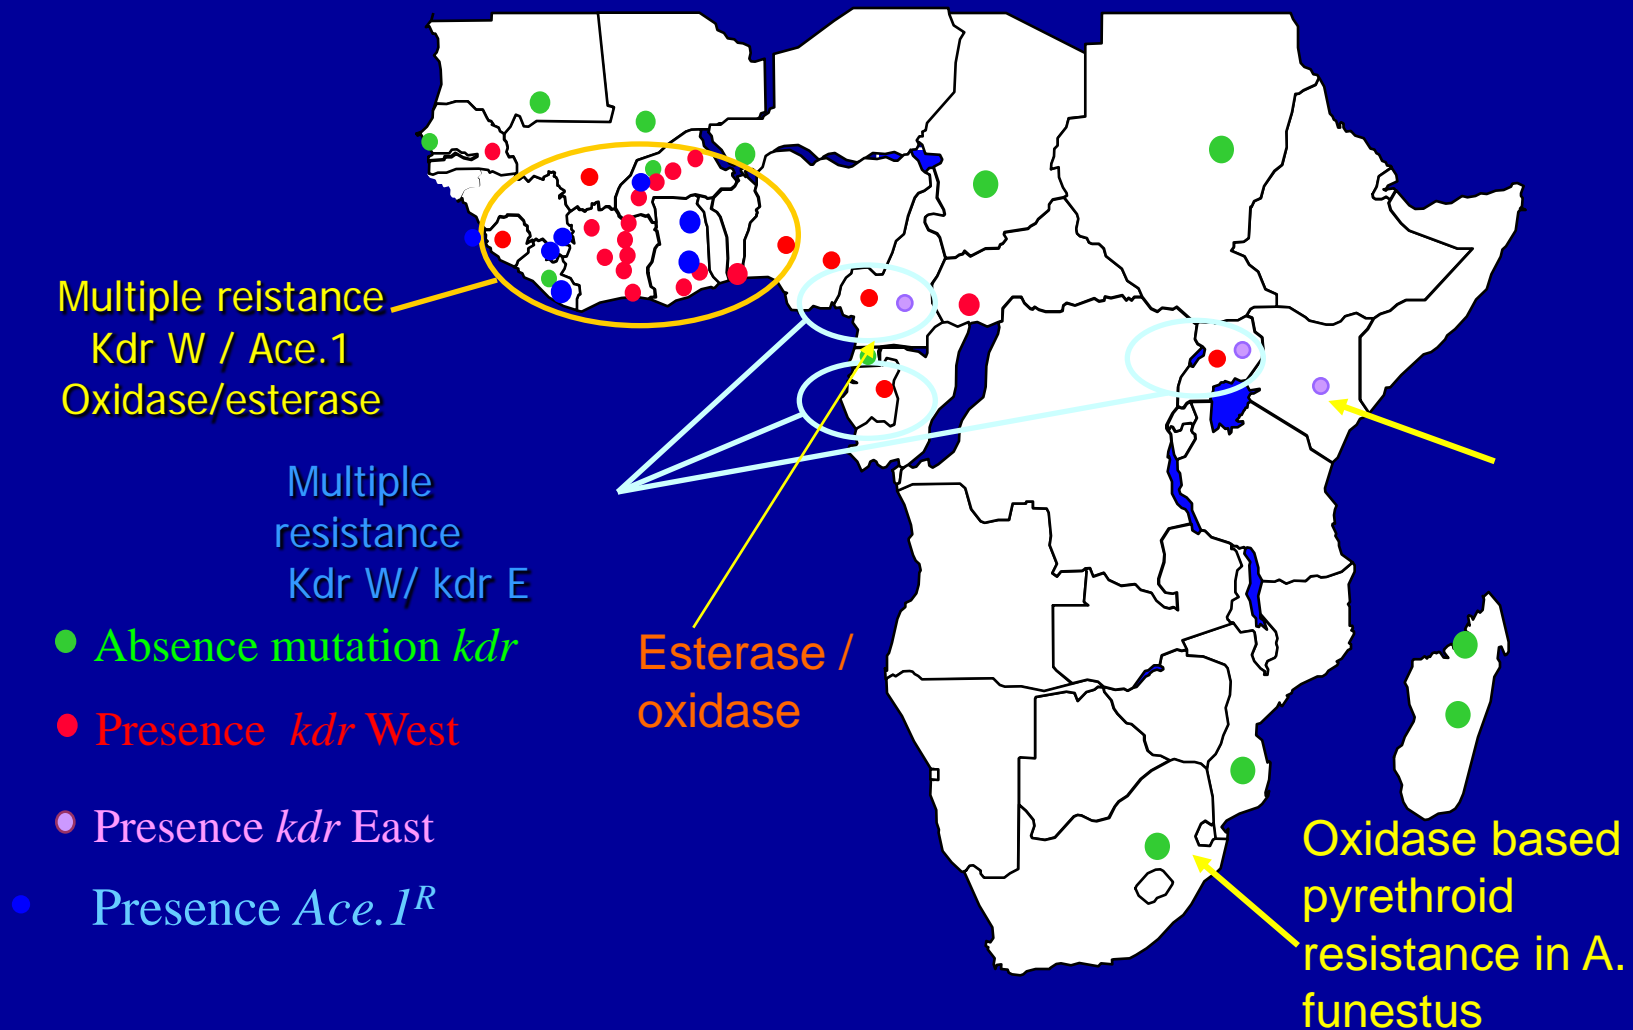 Multiple reistance
Kdr W / Ace.1
Oxidase/esterase
Multiple
resistance
Kdr W/ kdr E
Absence mutation kdr
Presence kdr West
Presence kdr East
Presence Ace.1R
Esterase /
oxidase
Oxidase based
pyrethroid
resistance in A.
funestus